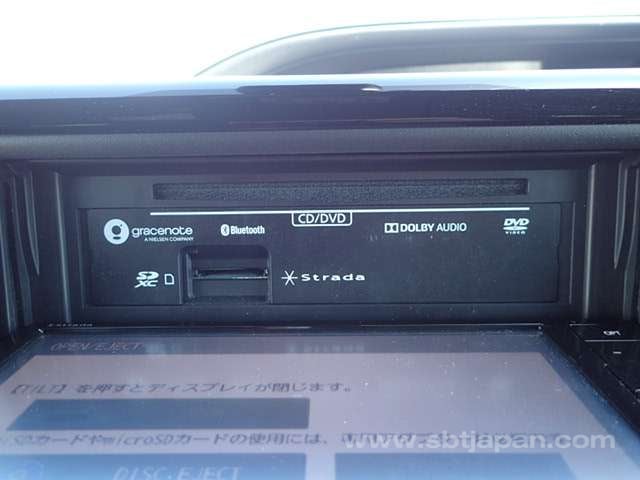 CD/DVD
gracenote
A NIELSEN COMPANY
Bluetooth
DOLBY AUDIO
DVD
VIDEO
SD
XC
Strada
Strada
OPEN/EJECT
【TILT】を押すとディスプレイが閉じます。
SDカードやmicroSDカードの使用には、
www.sbtjapan.com
DISC EJECT